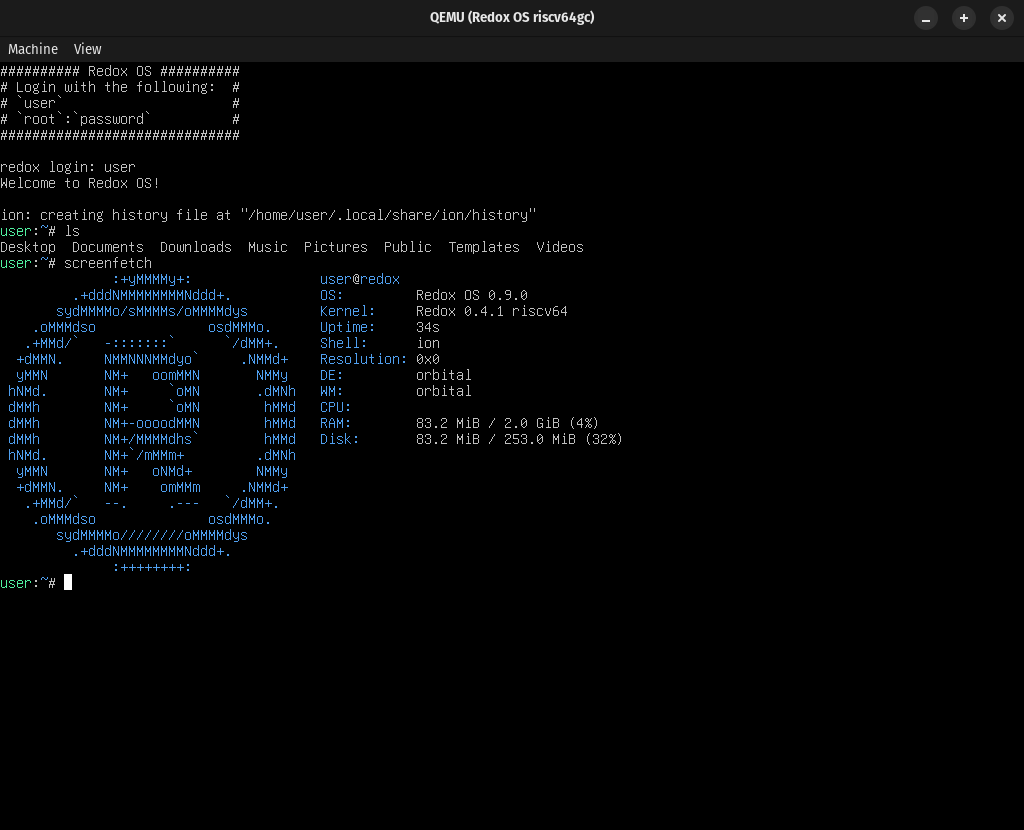 QEMU (Redox OS riscv64gc)
Machine View
########## Redox OS ##########
# Login with the following:  #
# `user`                     #
# `root`:`password`          #
##############################
redox login: user
Welcome to Redox OS!
ion: creating history file at "/home/user/.local/share/ion/history"
user:~# ls
Desktop  Documents  Downloads  Music  Pictures  Public  Templates  Videos
user:~# screenfetch
              :+yMMMMy+:                user@redox
         .+dddNMMMMMMMMNddd+.           OS:         Redox OS 0.9.0
       sydMMMMo/sMMMMs/oMMMMdys         Kernel:     Redox 0.4.1 riscv64
    .oMMMdso              osdMMMo.      Uptime:     34s
   .+MMd/`   -:::::::`      `/dMM+.     Shell:      ion
  +dMMN.     NMMNNNMMdyo`     .NMMd+    Resolution: 0x0
  yMMN       NM+   oomMMN       NMMy    DE:         orbital
 hNMd.       NM+     `oMN       .dMNh   WM:         orbital
 dMMh        NM+     `oMN        hMMd   CPU:
 dMMh        NM+-oooodMMN        hMMd   RAM:        83.2 MiB / 2.0 GiB (4%)
 dMMh        NM+/MMMMdhs`        hMMd   Disk:       83.2 MiB / 253.0 MiB (32%)
 hNMd.       NM+`/mMMm+         .dMNh
  yMMN       NM+   oNMd+        NMMy
  +dMMN.     NM+    omMMm     .NMMd+
   .+MMd/`   --.     .---   `/dMM+.
    .oMMMdso              osdMMMo.
       sydMMMMo////////oMMMMdys
         .+dddNMMMMMMMMNddd+.
              :++++++++:
user:~#